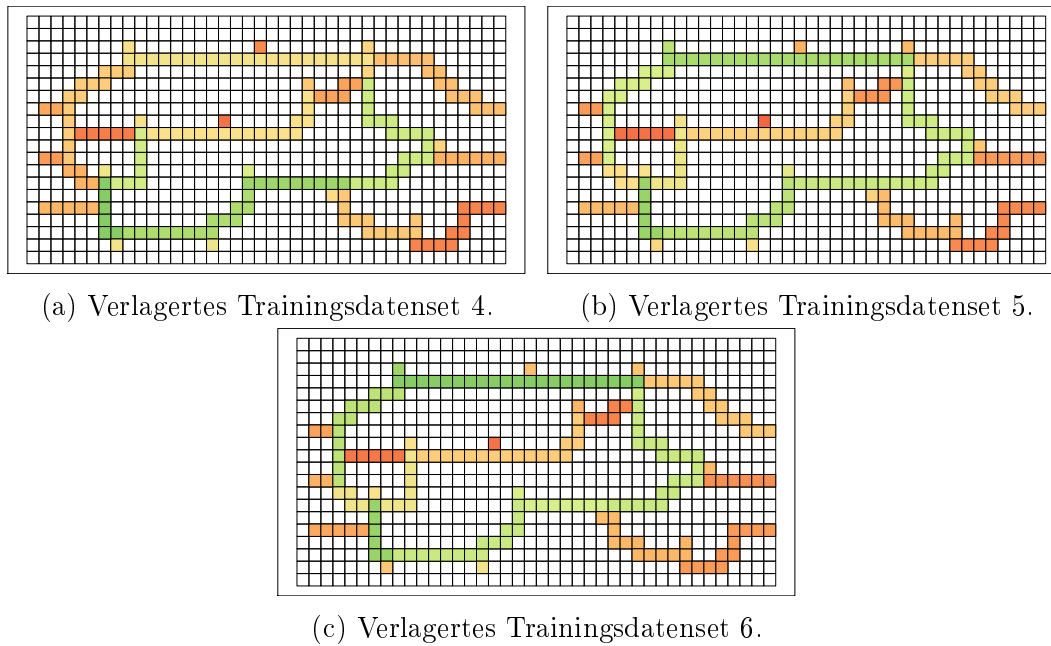 (a) Verlagertes Trainingsdatenset 4.
(b) Verlagertes Trainingsdatenset 5.
(c) Verlagertes Trainingsdatenset 6.